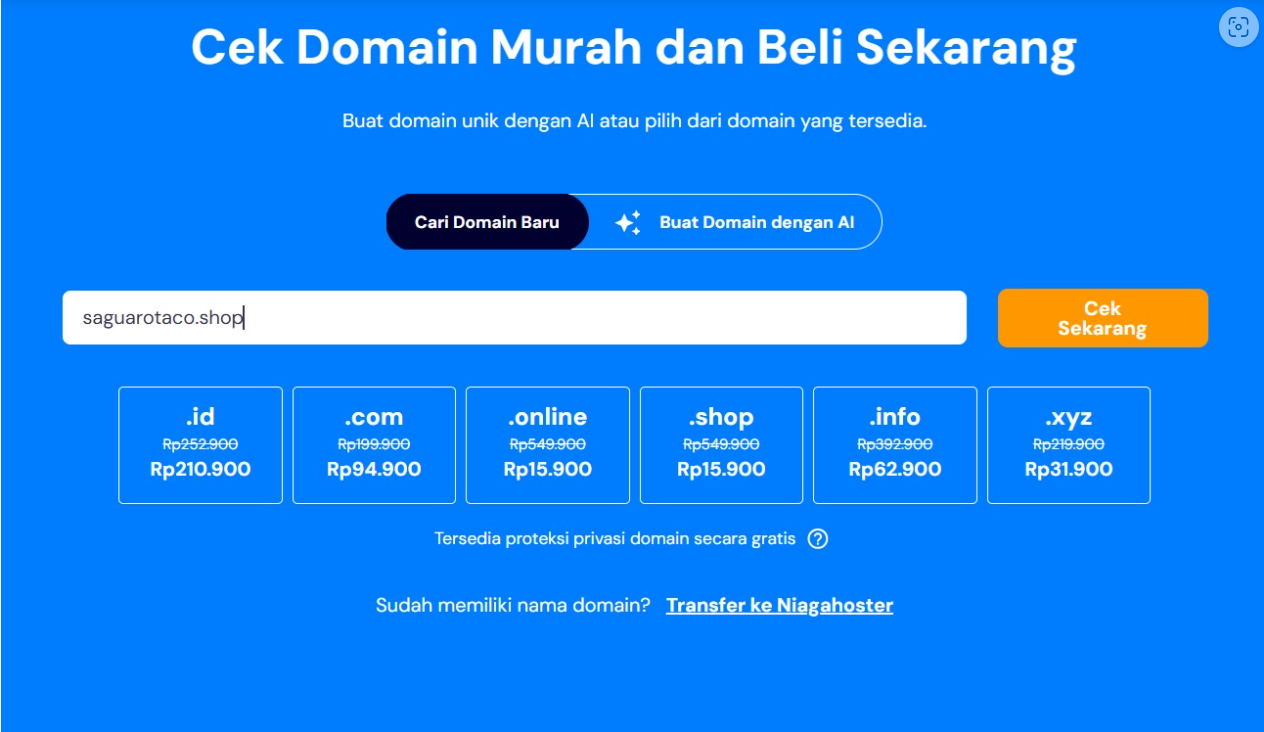 Cek Domain Murah dan Beli Sekarang
Buat domain unik dengan AI atau pilih dari domain yang tersedia.
Cari Domain Baru
Buat Domain dengan AI
saguarotaco.shop
Cek
Sekarang
.id
Rp252.900
Rp210.900
.com
Rp199.900
Rp94.900
.online
Rp549.900
Rp15.900
.shop
Rp549.900
Rp15.900
.info
Rp392.900
Rp62.900
.xyz
Rp219.900
Rp31.900
Tersedia proteksi privasi domain secara gratis ?
Sudah memiliki nama domain? Transfer ke Niagahoster